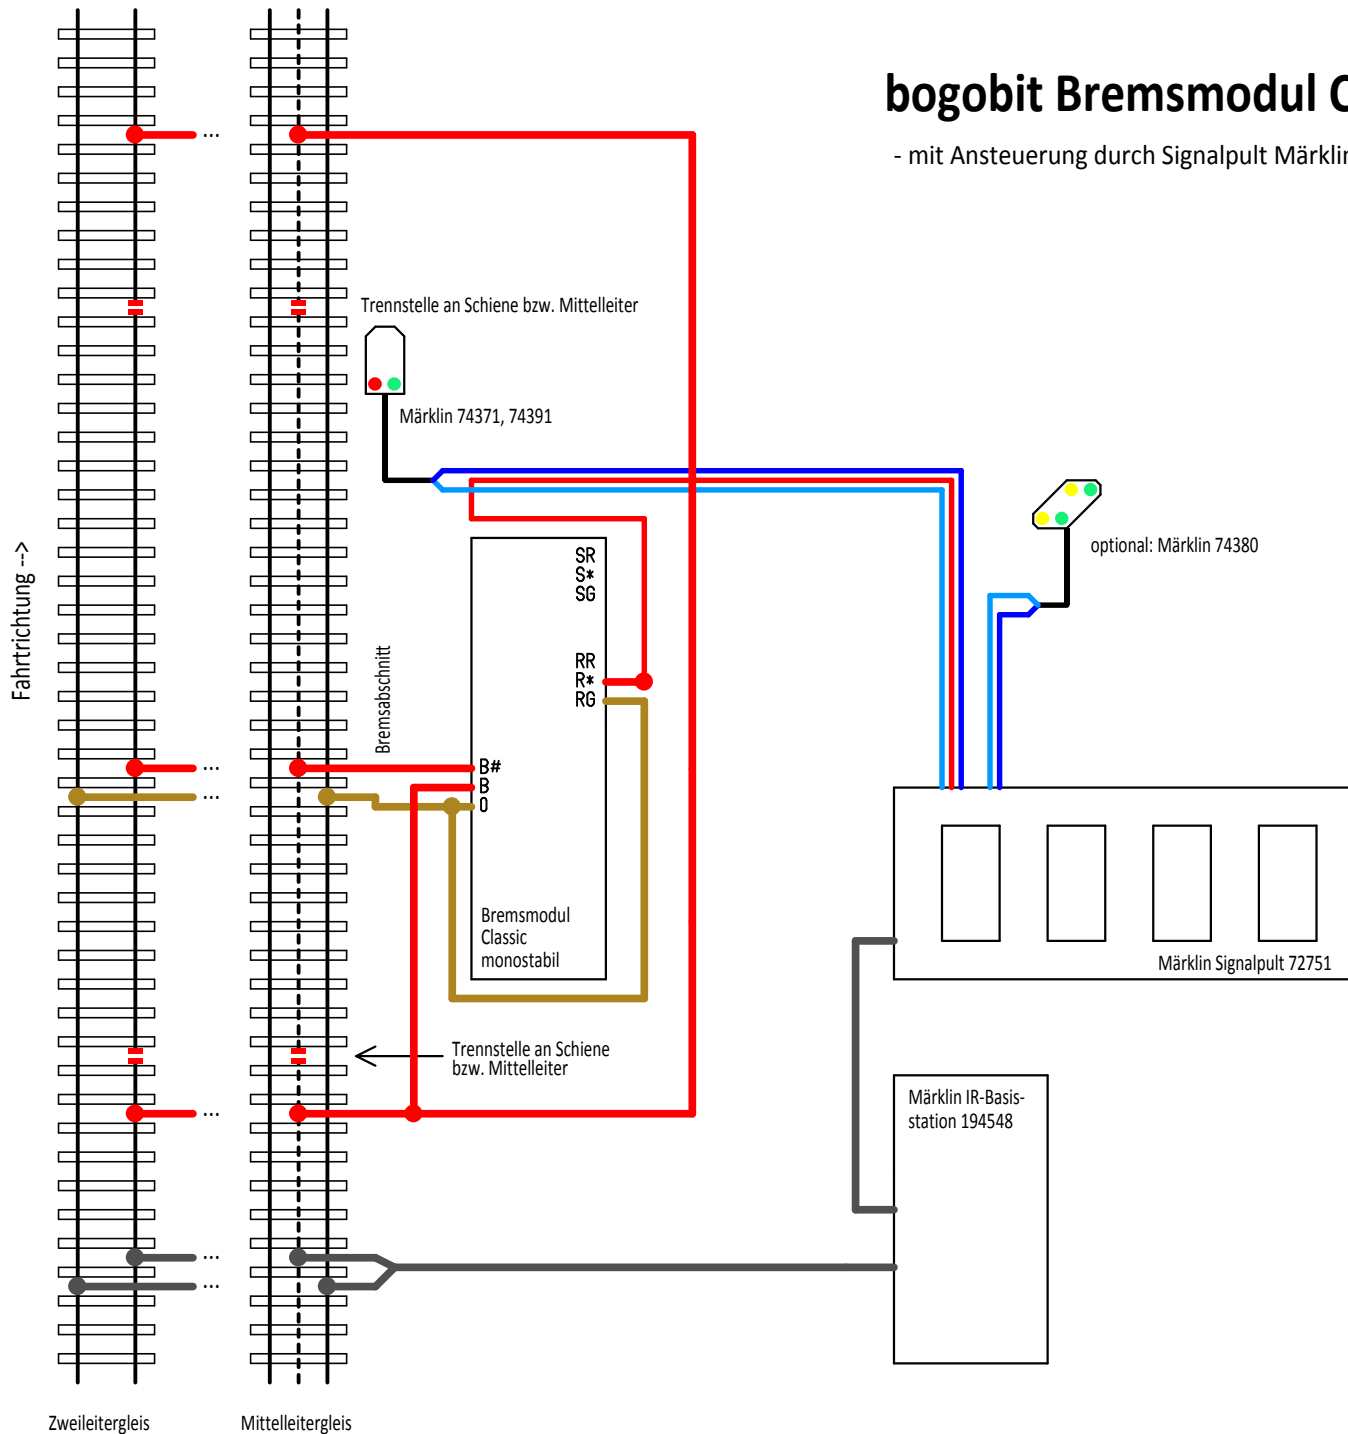 bogobit Bremsmodul C
- mit Ansteuerung durch Signalpult Märklin
...
...
Trennstelle an Schiene bzw. Mittelleiter
Märklin 74371, 74391
optional: Märklin 74380
Fahrtrichtung -->
Bremsabschnitt
SR
S*
SG
RR
R*
RG
B#
B
0
...
...
Bremsmodul
Classic
monostabil
Märklin Signalpult 72751
Trennstelle an Schiene
bzw. Mittelleiter
Märklin IR-Basis-
station 194548
...
...
Zweileitergleis
Mittelleitergleis